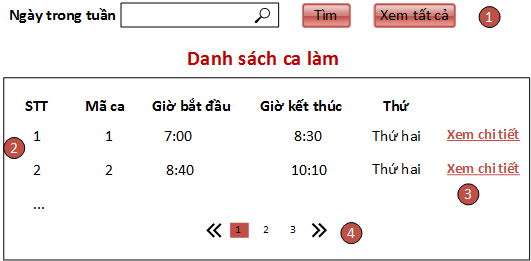 Ngày trong tuần Tìm Xem tất cả 1
Danh sách ca làm
STT Mã ca Giờ bắt đầu Giờ kết thúc Thứ
1 1 7:00 8:30 Thứ hai Xem chi tiết
2
2 2 8:40 10:10 Thứ hai Xem chi tiết
3
...
1 2 3 4